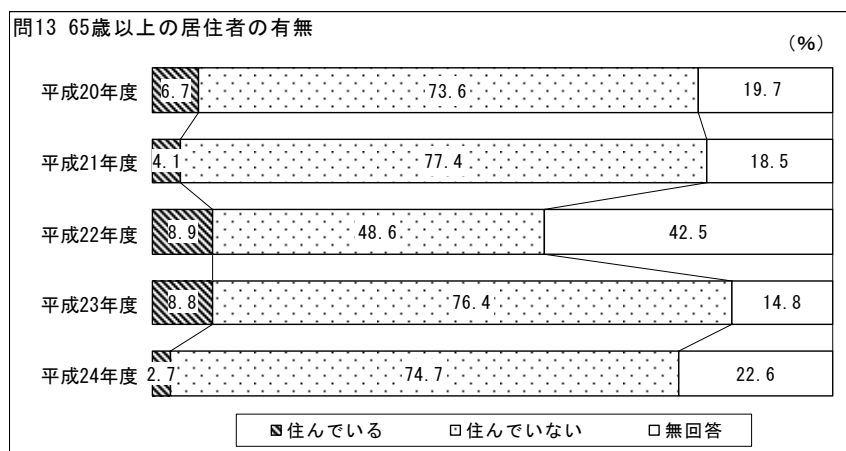 問13 65歳以上の居住者の有無
(%)
平成20年度 6.7 73.6 19.7
平成21年度 4.1 77.4 18.5
平成22年度 8.9 48.6 42.5
平成23年度 8.8 76.4 14.8
平成24年度 2.7 74.7 22.6
住んでいる 住んでいない 無回答